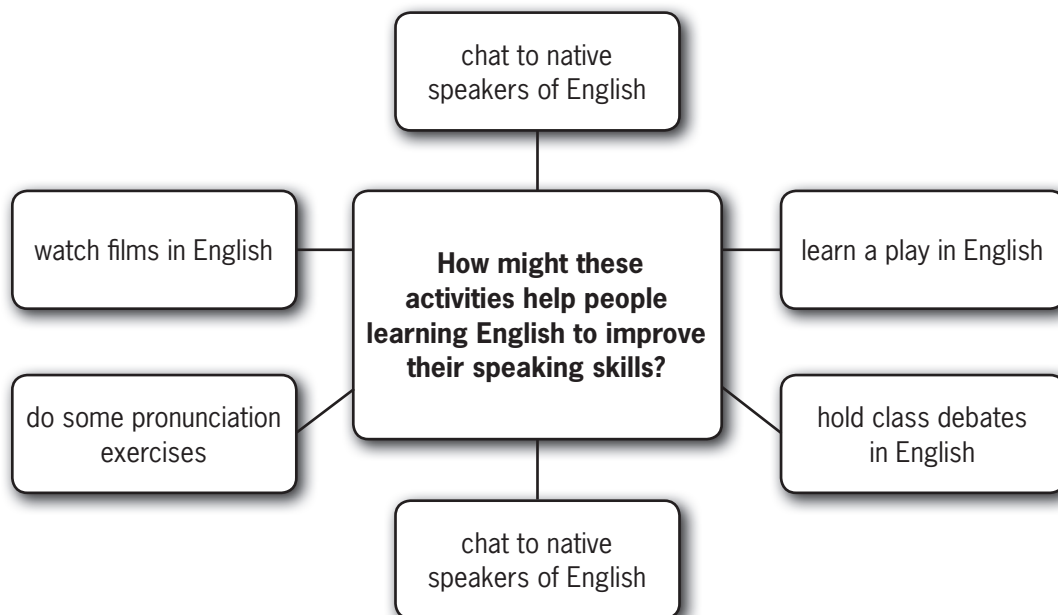 chat to native
speakers of English
watch films in English
How might these
activities help people
learning English to improve
their speaking skills?
learn a play in English
do some pronunciation
exercises
hold class debates
in English
chat to native
speakers of English